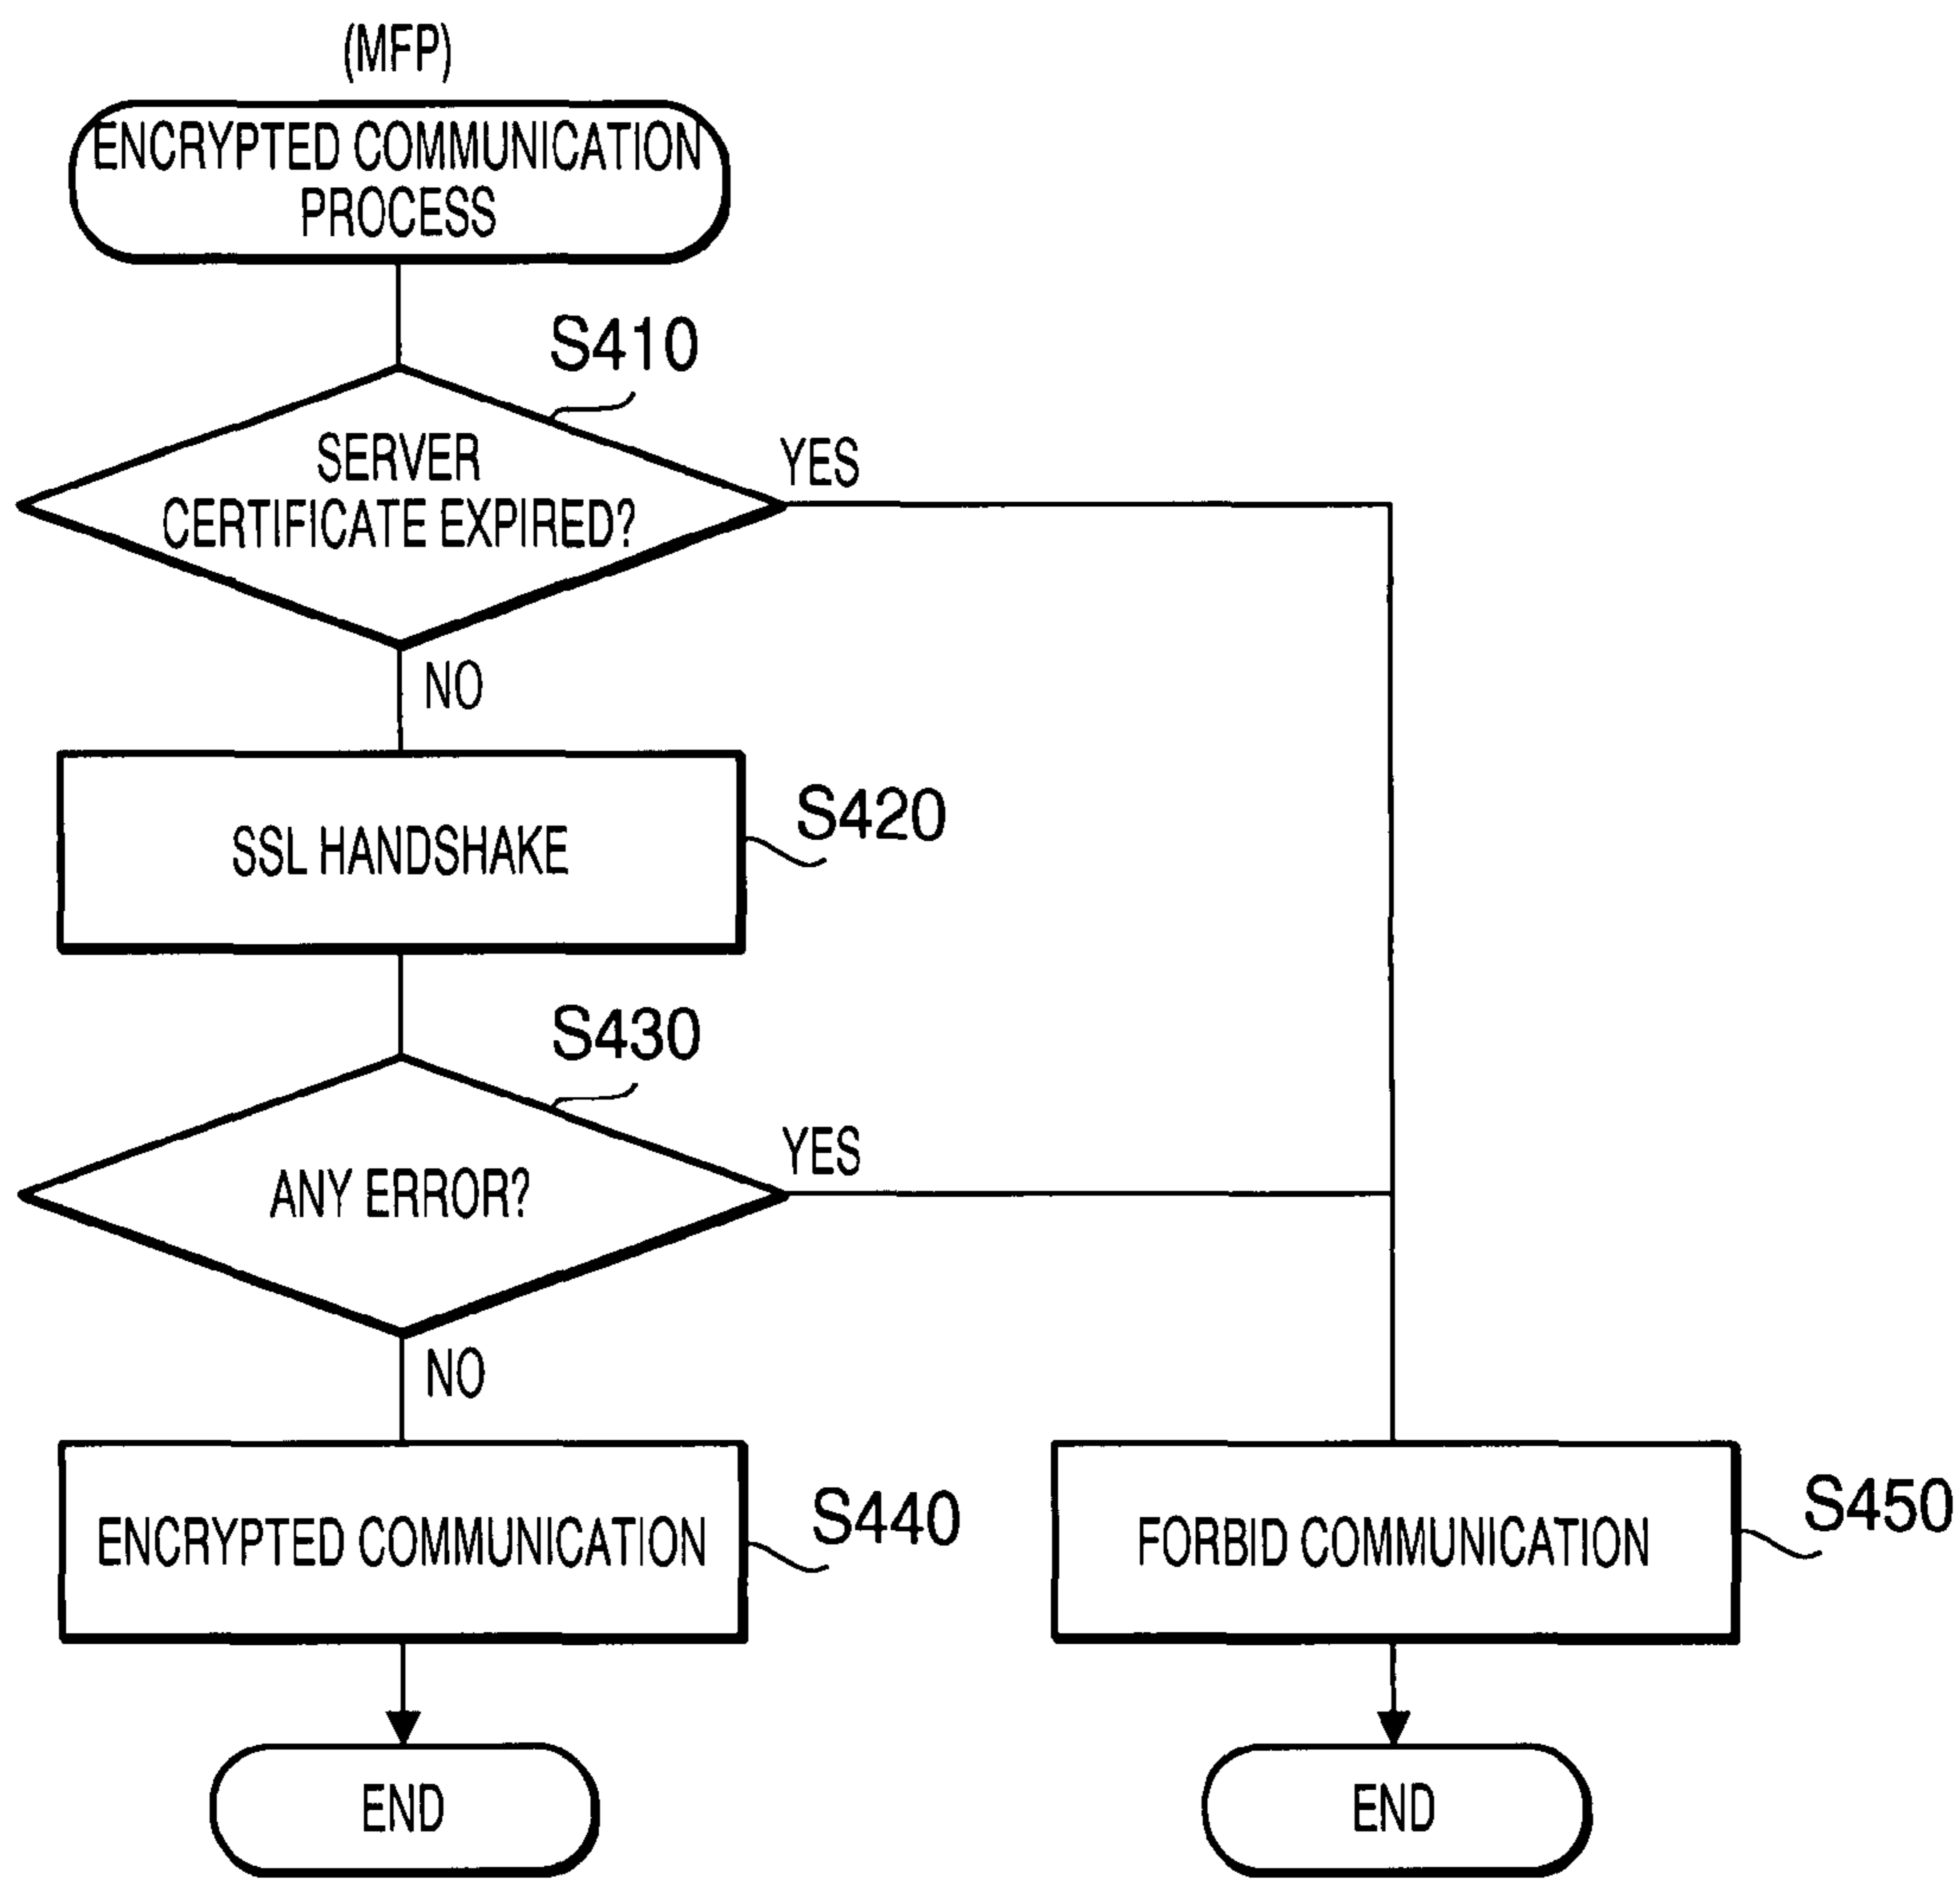 (MFP)
ENCRYPTED COMMUNICATION
PROCESS
S410
SERVER
CERTIFICATE EXPIRED?
YES
NO
SSL HANDSHAKE
S420
S430
ANY ERROR?
YES
NO
ENCRYPTED COMMUNICATION
S440
FORBID COMMUNICATION
S450
END
END